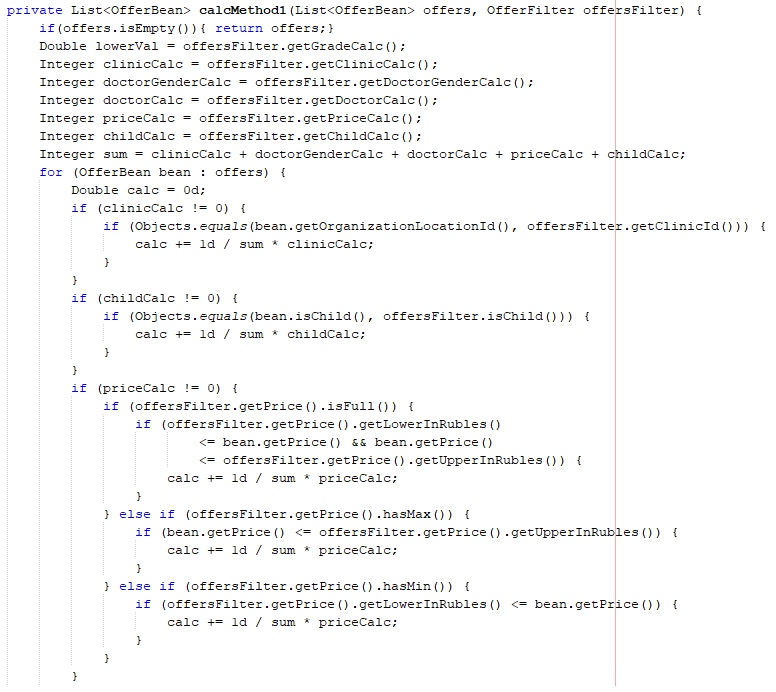 private List<OfferBean> calcMethod1(List<OfferBean> offers, OfferFilter offersFilter) {
    if(offers.isEmpty()){ return offers;}
    Double lowerVal = offersFilter.getGradeCalc();
    Integer clinicCalc = offersFilter.getClinicCalc();
    Integer doctorGenderCalc = offersFilter.getDoctorGenderCalc();
    Integer doctorCalc = offersFilter.getDoctorCalc();
    Integer priceCalc = offersFilter.getPriceCalc();
    Integer childCalc = offersFilter.getChildCalc();
    Integer sum = clinicCalc + doctorGenderCalc + doctorCalc + priceCalc + childCalc;
    for (OfferBean bean : offers) {
        Double calc = 0d;
        if (clinicCalc != 0) {
            if (Objects.equals(bean.getOrganizationLocationId(), offersFilter.getClinicId())) {
                calc += 1d / sum * clinicCalc;
            }
        }
        if (childCalc != 0) {
            if (Objects.equals(bean.isChild(), offersFilter.isChild())) {
                calc += 1d / sum * childCalc;
            }
        }
        if (priceCalc != 0) {
            if (offersFilter.getPrice().isFull()) {
                if (offersFilter.getPrice().getLowerInRubles()
                        <= bean.getPrice() && bean.getPrice()
                        <= offersFilter.getPrice().getUpperInRubles()) {
                    calc += 1d / sum * priceCalc;
                }
            } else if (offersFilter.getPrice().hasMax()) {
                if (bean.getPrice() <= offersFilter.getPrice().getUpperInRubles()) {
                    calc += 1d / sum * priceCalc;
                }
            } else if (offersFilter.getPrice().hasMin()) {
                if (offersFilter.getPrice().getLowerInRubles() <= bean.getPrice()) {
                    calc += 1d / sum * priceCalc;
                }
            }
        }